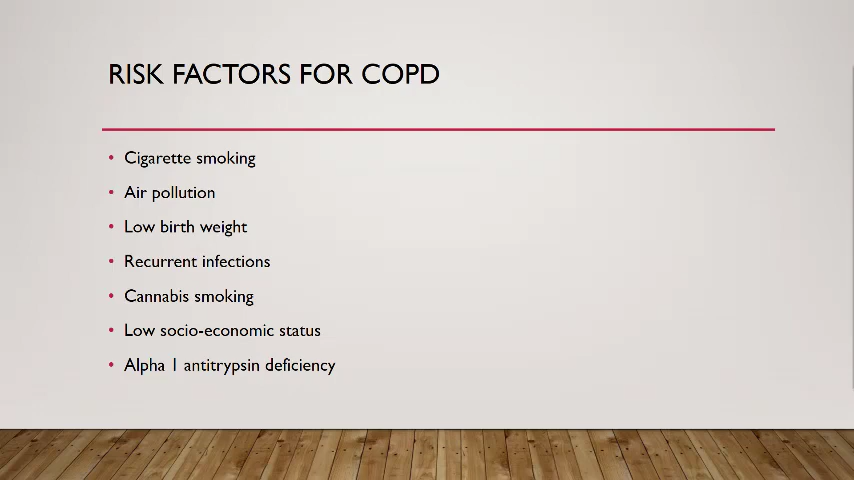 RISK FACTORS FOR COPD
• Cigarette smoking
• Air pollution
• Low birth weight
• Recurrent infections
• Cannabis smoking
• Low socio-economic status
• Alpha 1 antitrypsin deficiency